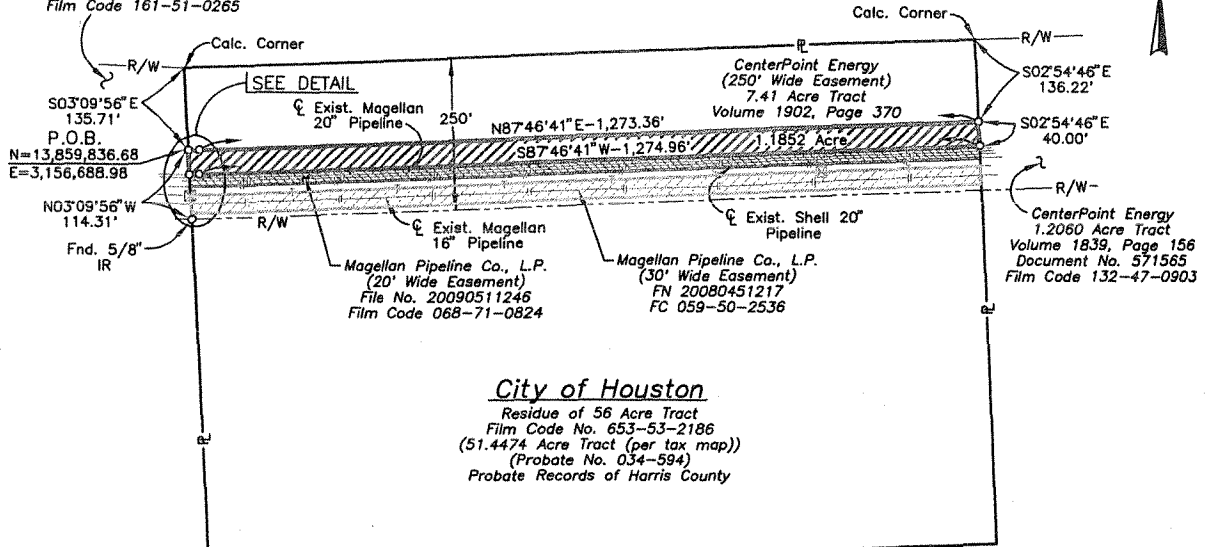 Film Code 161-51-0265
Calc. Corner
R/W
SEE DETAIL
S03°09'56"E
135.71'
P.O.B.
N=13,859,836.68
E=3,156,688.98
N03°09'56"W
114.31'
Fnd. 5/8"
IR
R/W
℄ Exist. Magellan
20" Pipeline
250'
N87°46'41"E-1,273.36'
S87°46'41"W-1,274.96'
1.1852 Acre
CenterPoint Energy
(250' Wide Easement)
7.41 Acre Tract
Volume 1902, Page 370
℄ Exist. Magellan
16" Pipeline
Magellan Pipeline Co., L.P.
(20' Wide Easement)
File No. 20090511246
Film Code 068-71-0824
℄ Exist. Shell 20"
Pipeline
Magellan Pipeline Co., L.P.
(30' Wide Easement)
FN 20080451217
FC 059-50-2536
Calc. Corner
R/W
S02°54'46"E
136.22'
S02°54'46"E
40.00'
R/W
CenterPoint Energy
1.2060 Acre Tract
Volume 1839, Page 156
Document No. 571565
Film Code 132-47-0903
PL
PL
PL
City of Houston
Residue of 56 Acre Tract
Film Code No. 653-53-2186
(51.4474 Acre Tract (per tax map))
(Probate No. 034-594)
Probate Records of Harris County